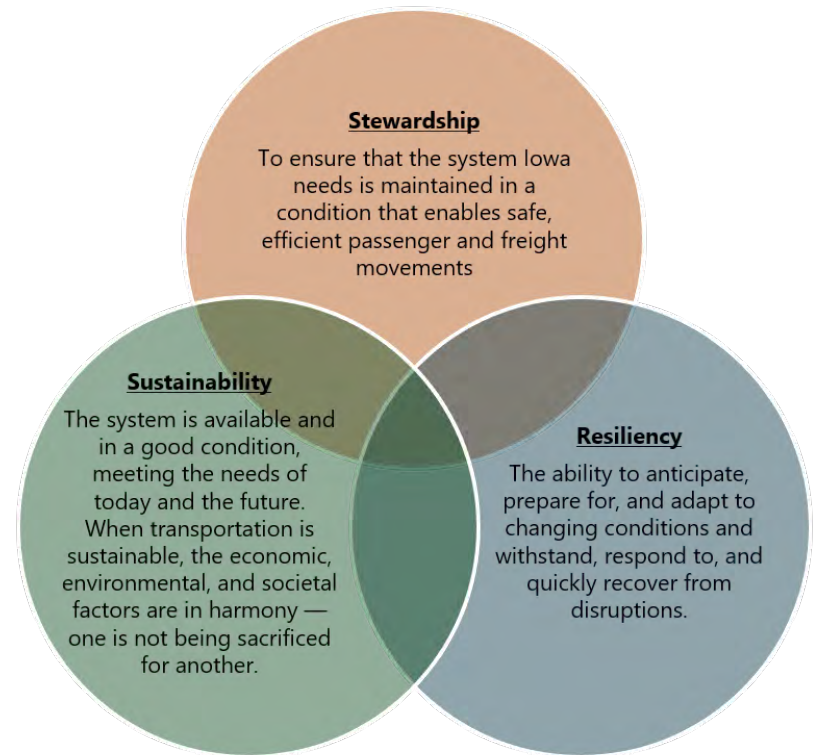 Stewardship
To ensure that the system Iowa
needs is maintained in a
condition that enables safe,
efficient passenger and freight
movements
Sustainability
The system is available and
in a good condition,
meeting the needs of
today and the future.
When transportation is
sustainable, the economic,
environmental, and societal
factors are in harmony —
one is not being sacrificed
for another.
Resiliency
The ability to anticipate,
prepare for, and adapt to
changing conditions and
withstand, respond to, and
quickly recover from
disruptions.